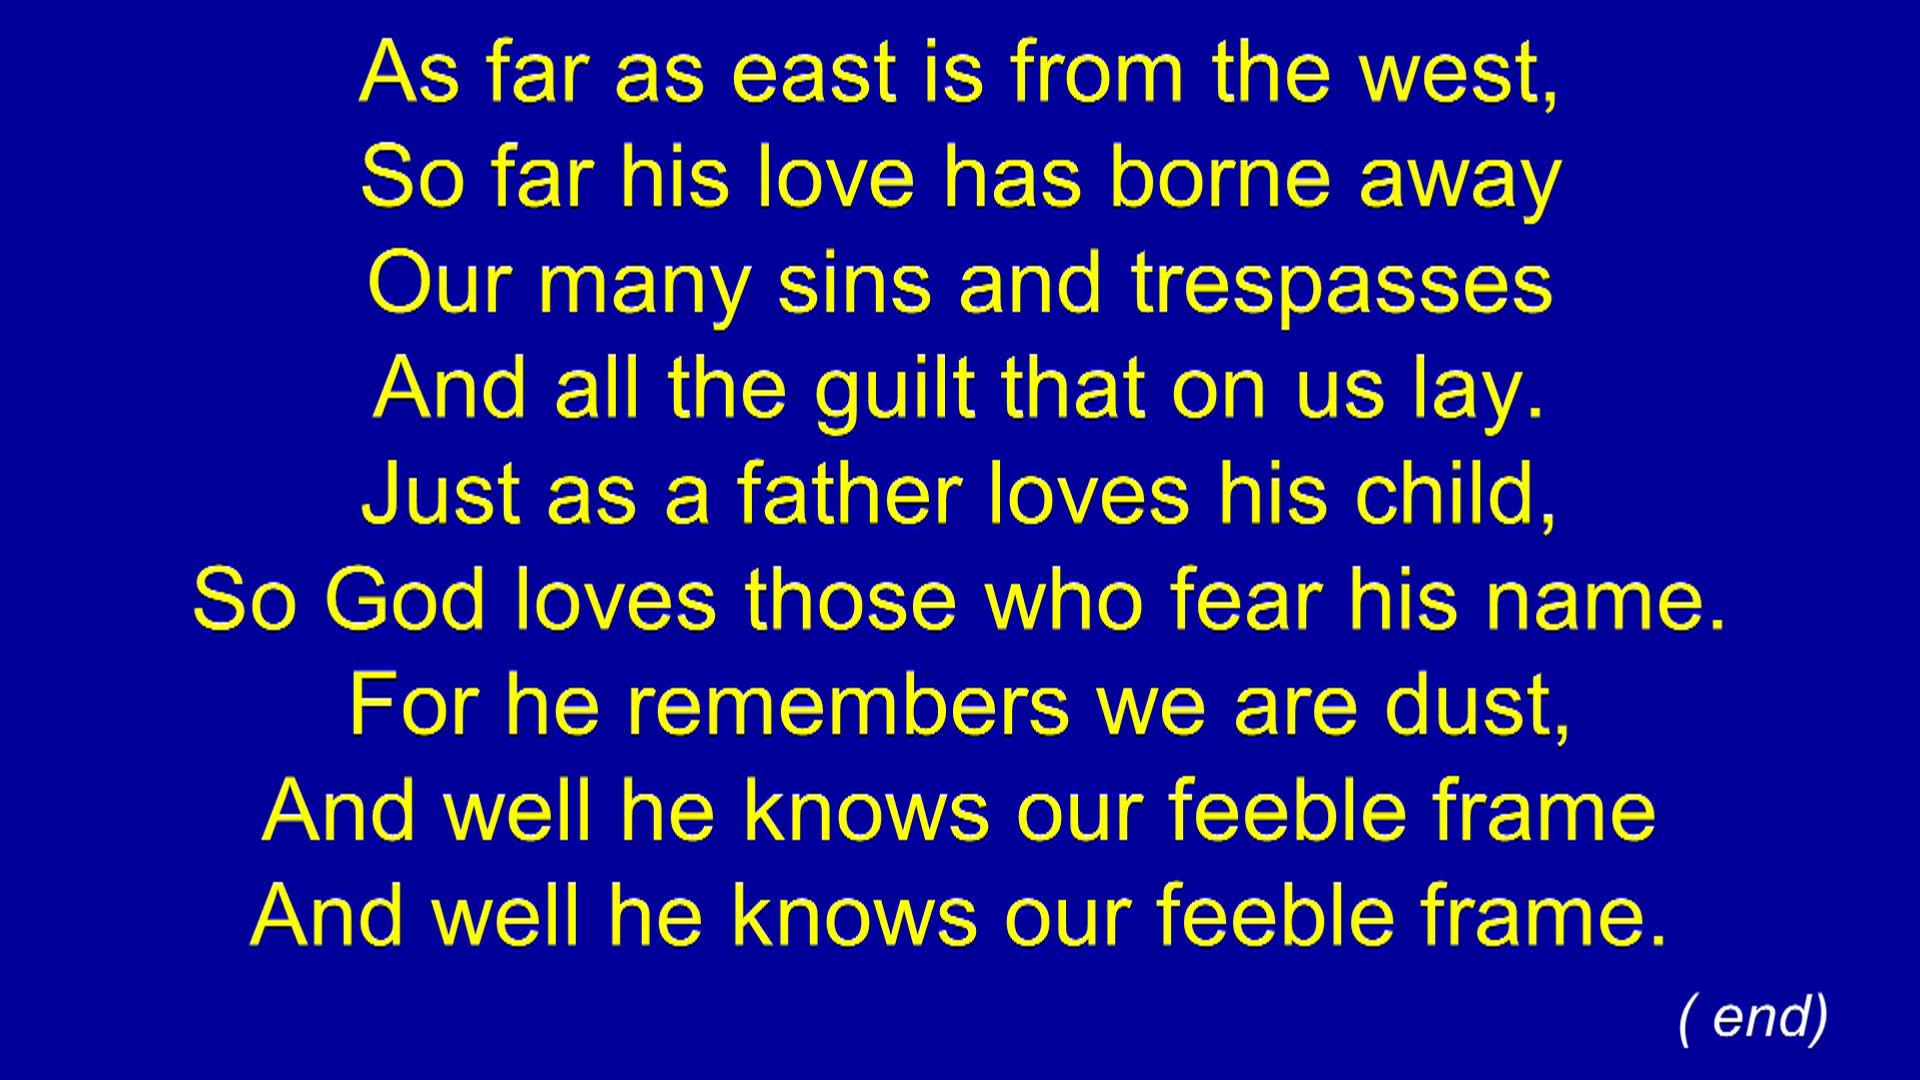 As far as east is from the west,
So far his love has borne away
Our many sins and trespasses
And all the guilt that on us lay.
Just as a father loves his child,
So God loves those who fear his name.
For he remembers we are dust,
And well he knows our feeble frame
And well he knows our feeble frame.
( end)